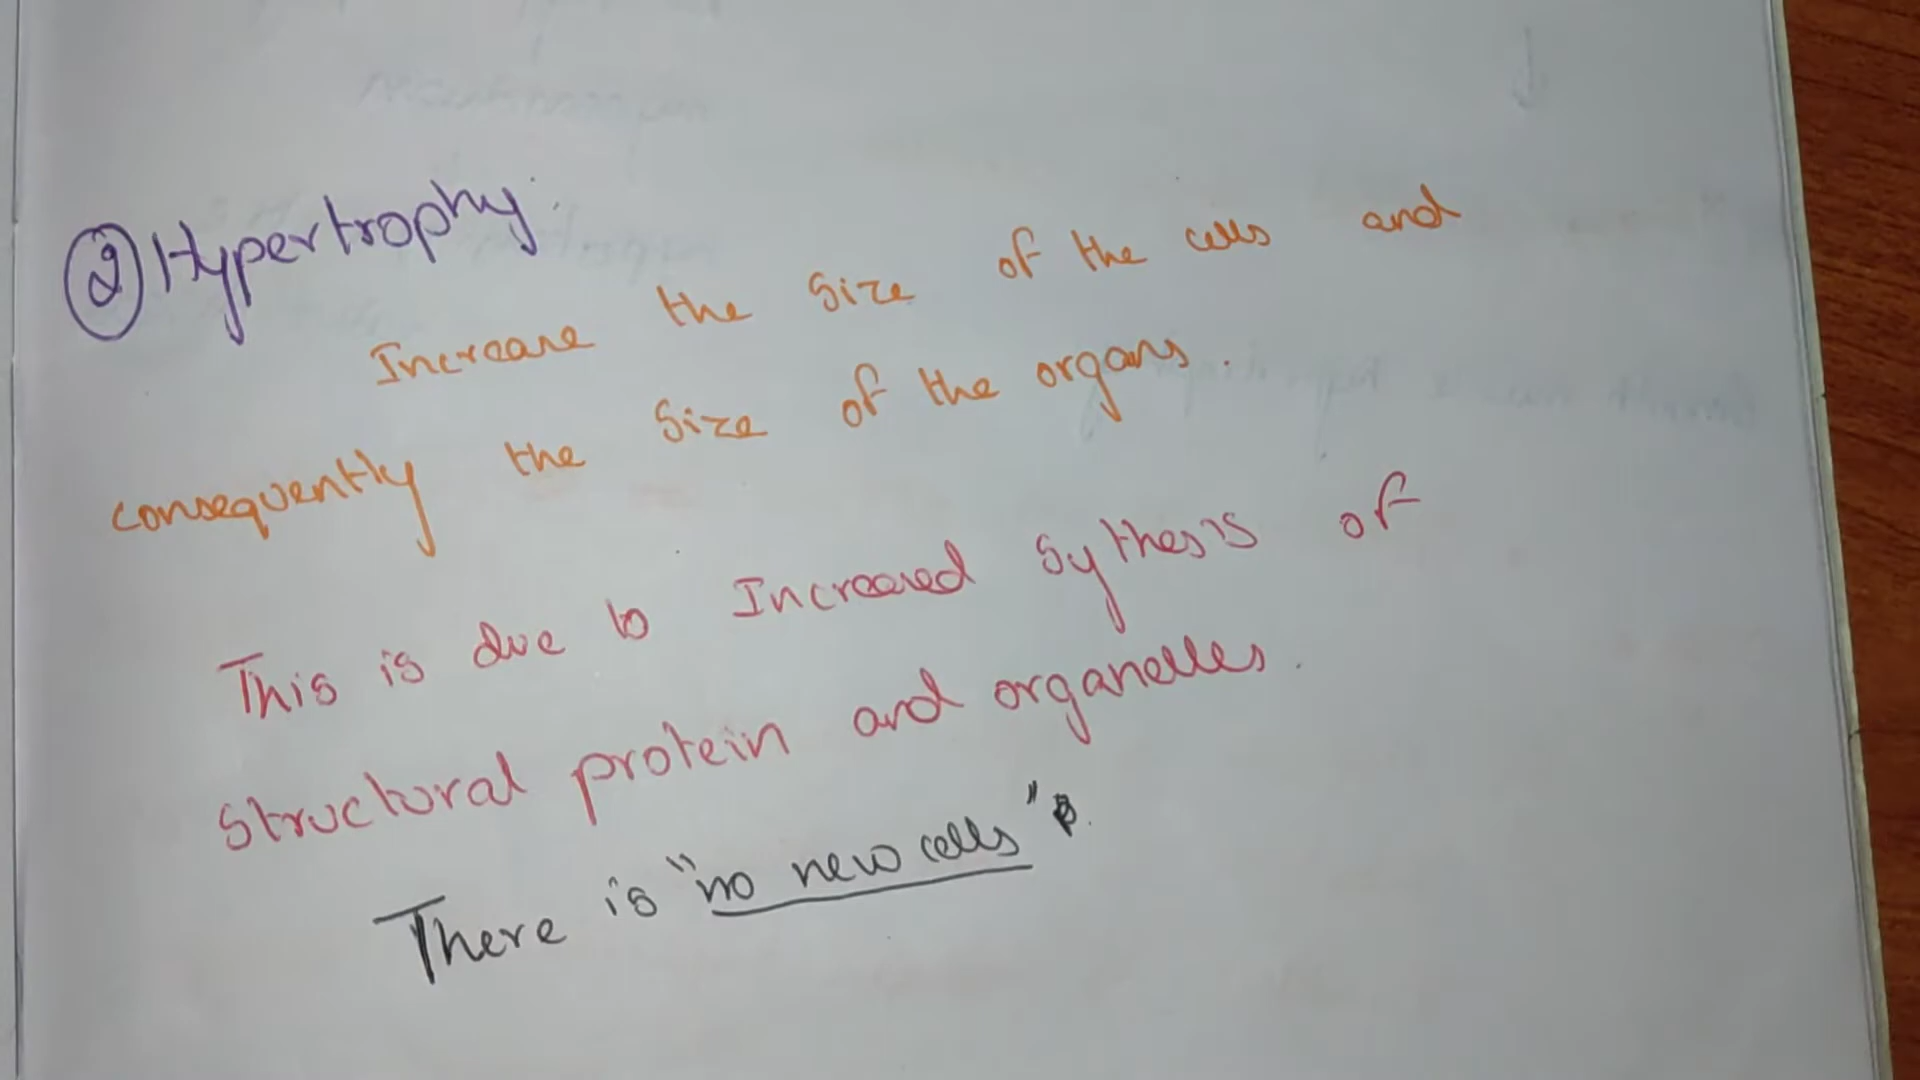 ② Hypertrophy.
Increase the size of the cells and
consequently the size of the organs.
This is due to Increased sythesis of
structural protein and organelles.
There is "no new cells"